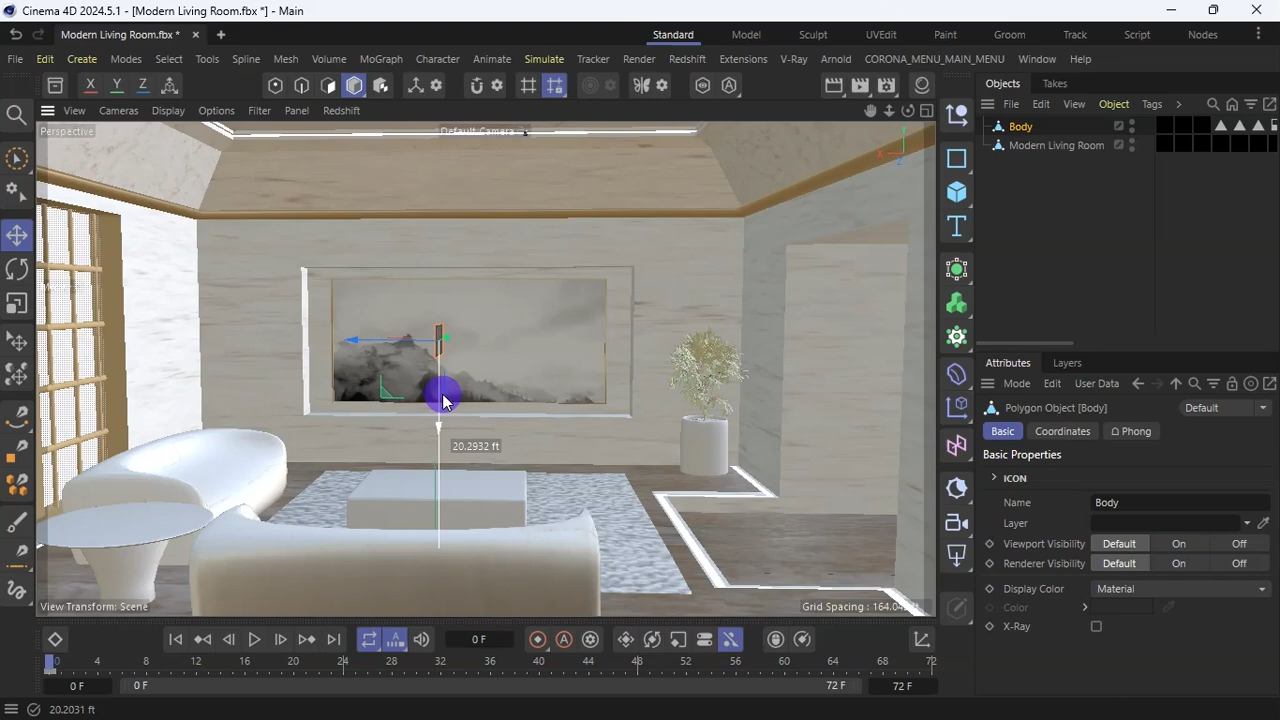 Cinema 4D 2024.5.1 - [Modern Living Room.fbx *] - Main
Modern Living Room.fbx *
Standard Model Sculpt UVEdit Paint Groom Track Script Nodes
File Edit Create Modes Select Tools Spline Mesh Volume MoGraph Character Animate Simulate Tracker Render Redshift Extensions V-Ray Arnold CORONA_MENU_MAIN_MENU Window Help
X Y Z
Objects Takes
View Cameras Display Options Filter Panel Redshift
File Edit View Object Tags
Perspective
Default Camera
Body
Modern Living Room
20.2932 ft
Attributes Layers
Mode Edit User Data
Polygon Object [Body] Default
Basic Coordinates Phong
Basic Properties
ICON
Name Body
Layer
Viewport Visibility Default On Off
Renderer Visibility Default On Off
Display Color Material
Color
X-Ray
View Transform: Scene
Grid Spacing : 164.04
0 F
0 4 8 12 16 20 24 28 32 36 40 44 48 52 56 60 64 68 72
0 F 0 F 72 F 72 F
20.2031 ft